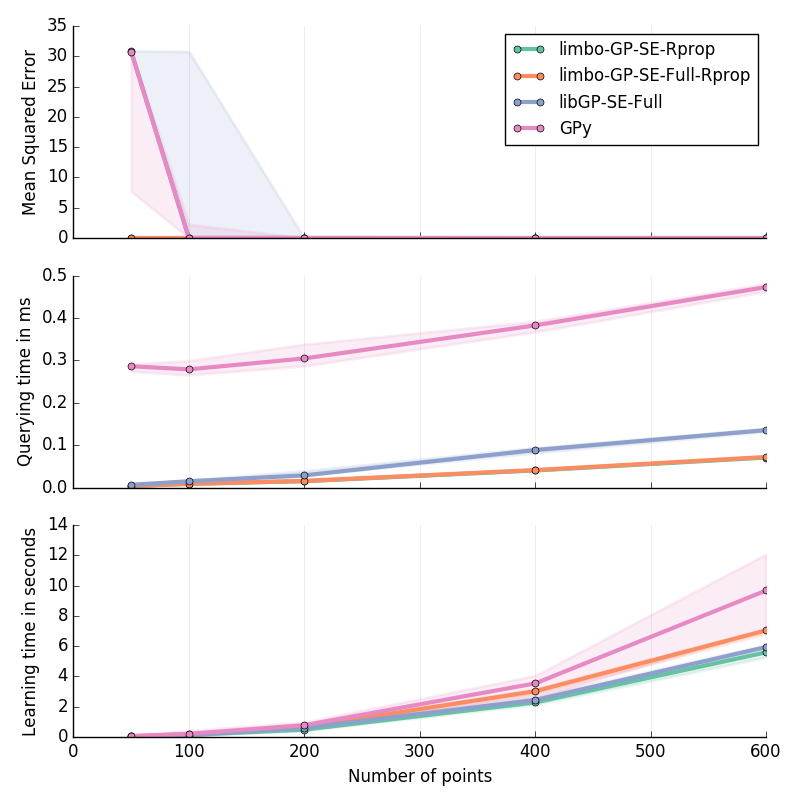 35
30
25
20
15
10
5
0
Mean Squared Error
limbo-GP-SE-Rprop
limbo-GP-SE-Full-Rprop
libGP-SE-Full
GPy
0.5
0.4
0.3
0.2
0.1
0.0
Querying time in ms
14
12
10
8
6
4
2
0
Learning time in seconds
0 100 200 300 400 500 600
Number of points